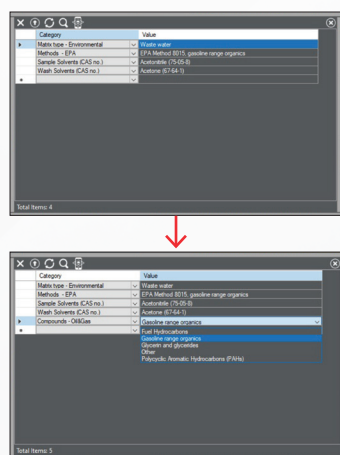 Category Value
Matrix type - Environmental Waste water
Methods - EPA EPA Method 8015, gasoline range organics
Sample Solvents (CAS no.) Acetonitrile (75-05-8)
Wash Solvents (CAS no.) Acetone (67-64-1)
Total Items: 4
Category Value
Matrix type - Environmental Waste water
Methods - EPA EPA Method 8015, gasoline range organics
Sample Solvents (CAS no.) Acetonitrile (75-05-8)
Wash Solvents (CAS no.) Acetone (67-64-1)
Compounds - Oil&Gas Gasoline range organics
Fuel Hydrocarbons
Gasoline range organics
Glycerin and glycerides
Other
Polycyclic Aromatic Hydrocarbons (PAHs)
Total Items: 5